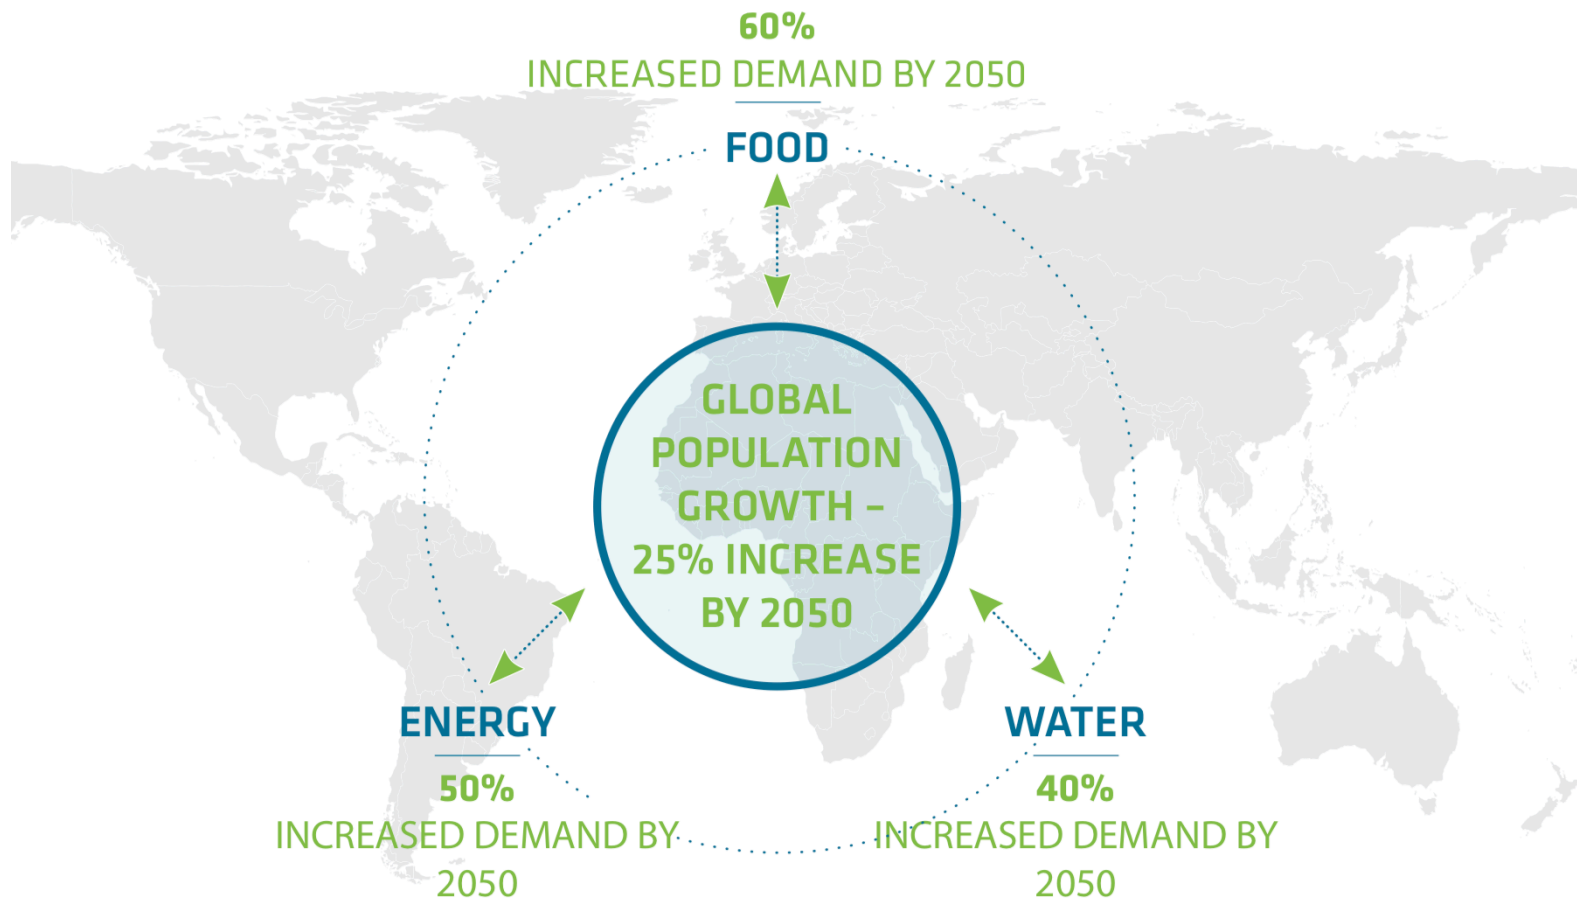 60%
INCREASED DEMAND BY 2050
FOOD
GLOBAL
POPULATION
GROWTH –
25% INCREASE
BY 2050
ENERGY
50%
INCREASED DEMAND BY
2050
WATER
40%
INCREASED DEMAND BY
2050